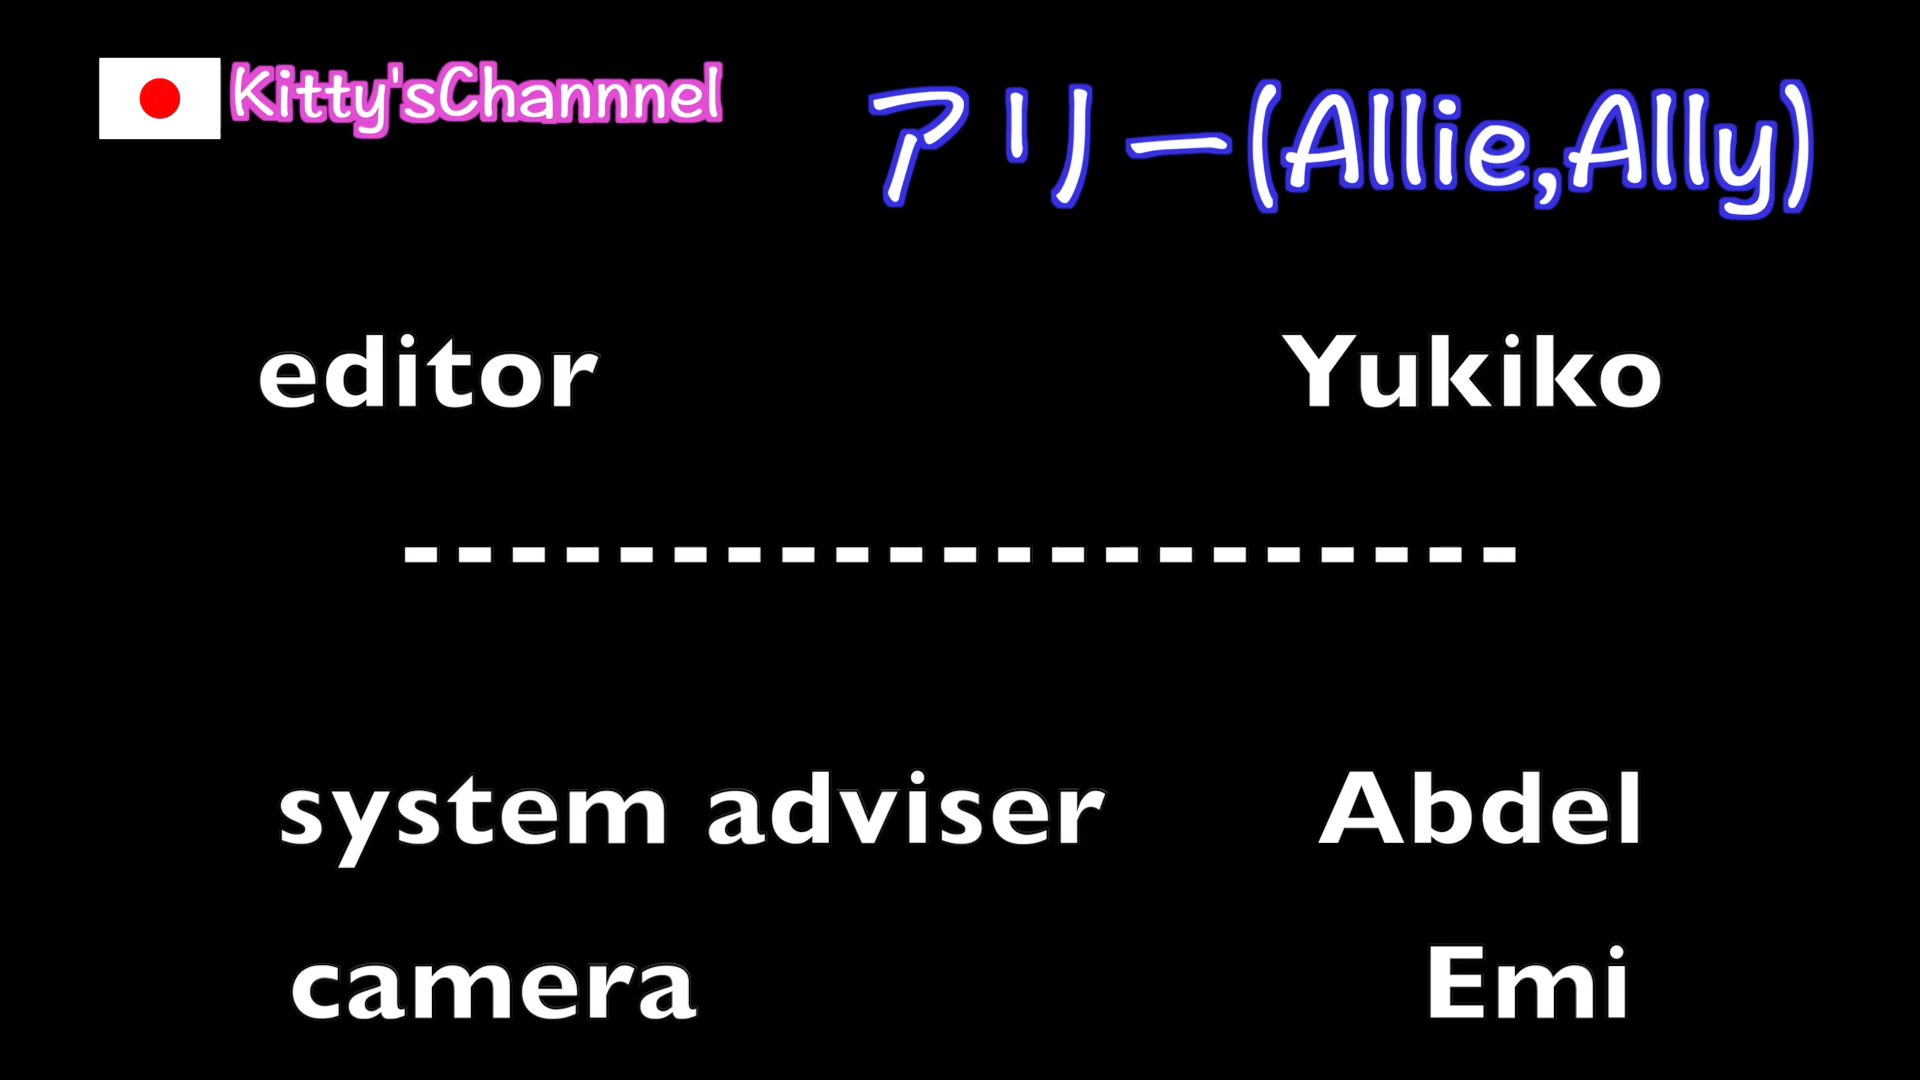 Kitty'sChannnel
アリー(Allie,Ally)
editor Yukiko
---------------------
system adviser Abdel
camera Emi